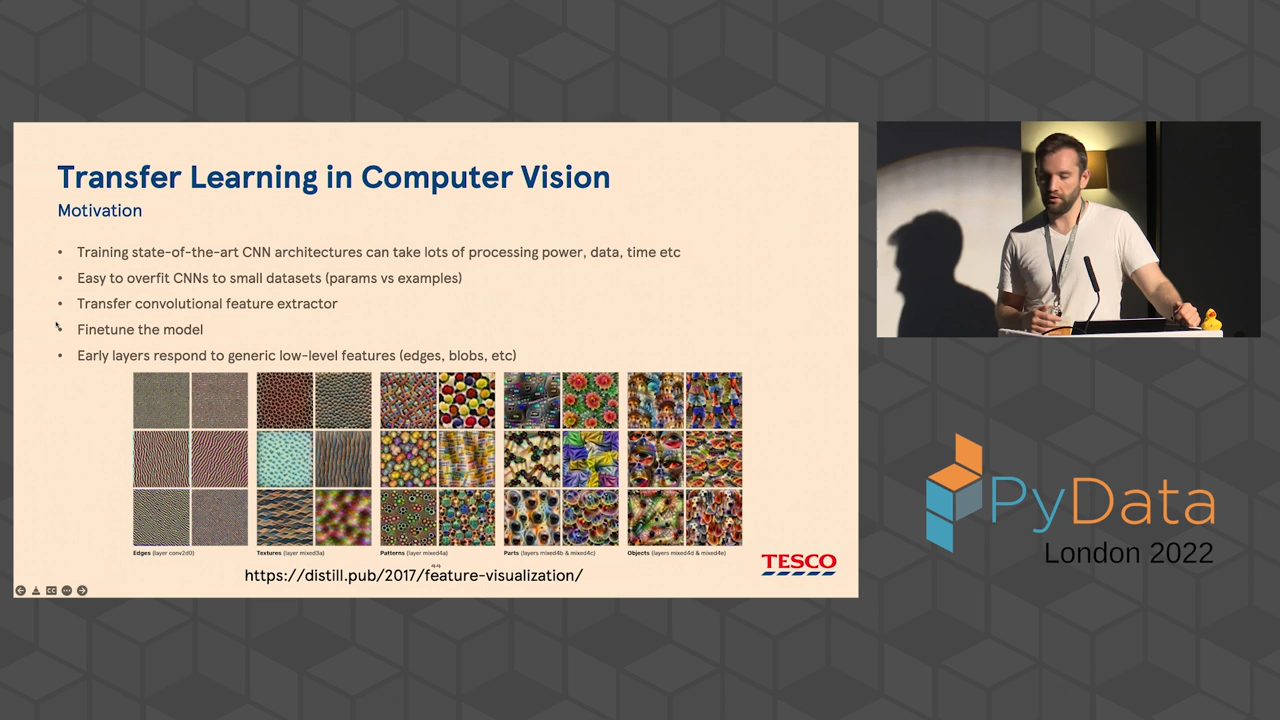 Transfer Learning in Computer Vision
Motivation
• Training state-of-the-art CNN architectures can take lots of processing power, data, time etc
• Easy to overfit CNNs to small datasets (params vs examples)
• Transfer convolutional feature extractor
• Finetune the model
• Early layers respond to generic low-level features (edges, blobs, etc)
Edges (layer conv2d0)
Textures (layer mixed3a)
Patterns (layer mixed4a)
Parts (layers mixed4b & mixed4c)
Objects (layers mixed4d & mixed4e)
44
https://distill.pub/2017/feature-visualization/
TESCO
CC
PyData
London 2022